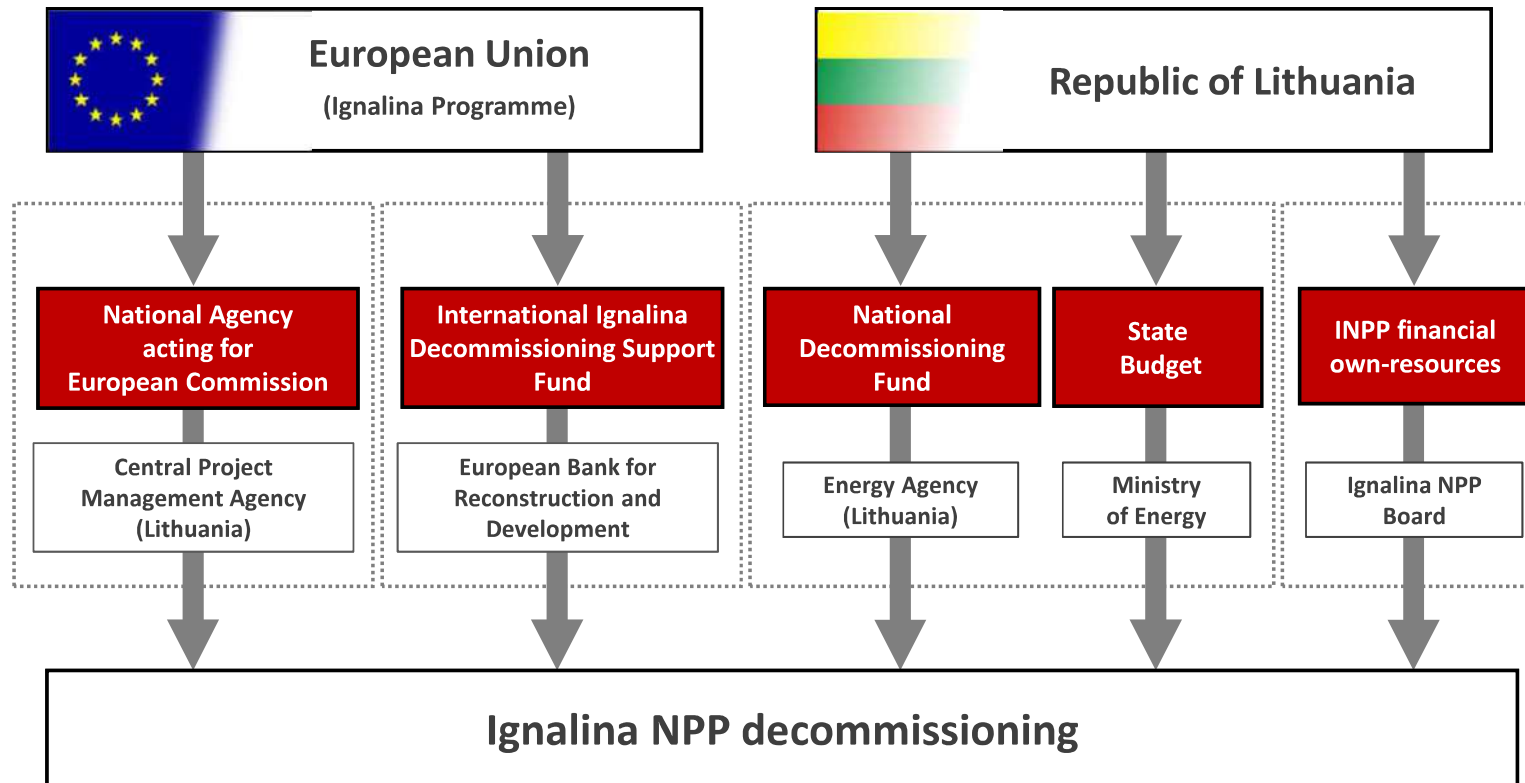 European Union
(Ignalina Programme)
Republic of Lithuania
National Agency
acting for
European Commission
International Ignalina
Decommissioning Support
Fund
National
Decommissioning
Fund
State
Budget
INPP financial
own-resources
Central Project
Management Agency
(Lithuania)
European Bank for
Reconstruction and
Development
Energy Agency
(Lithuania)
Ministry
of Energy
Ignalina NPP
Board
Ignalina NPP decommissioning